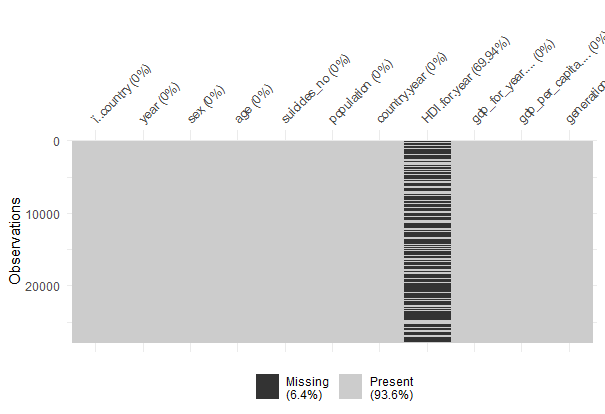 ï..country (0%)
year (0%)
sex (0%)
age (0%)
suicides_no (0%)
population (0%)
country.year (0%)
HDI.for.year (69.94%)
gdp_for_year.... (0%)
gdp_per_capita.... (0%)
generation
0
10000
20000
Observations
Missing
(6.4%)
Present
(93.6%)